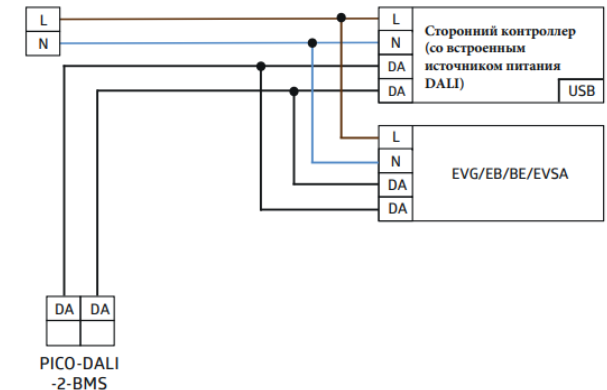 L
N
L
N
DA
DA
Сторонний контроллер
(со встроенным
источником питания
DALI)
USB
L
N
DA
DA
EVG/EB/BE/EVSA
DA DA
PICO-DALI
-2-BMS